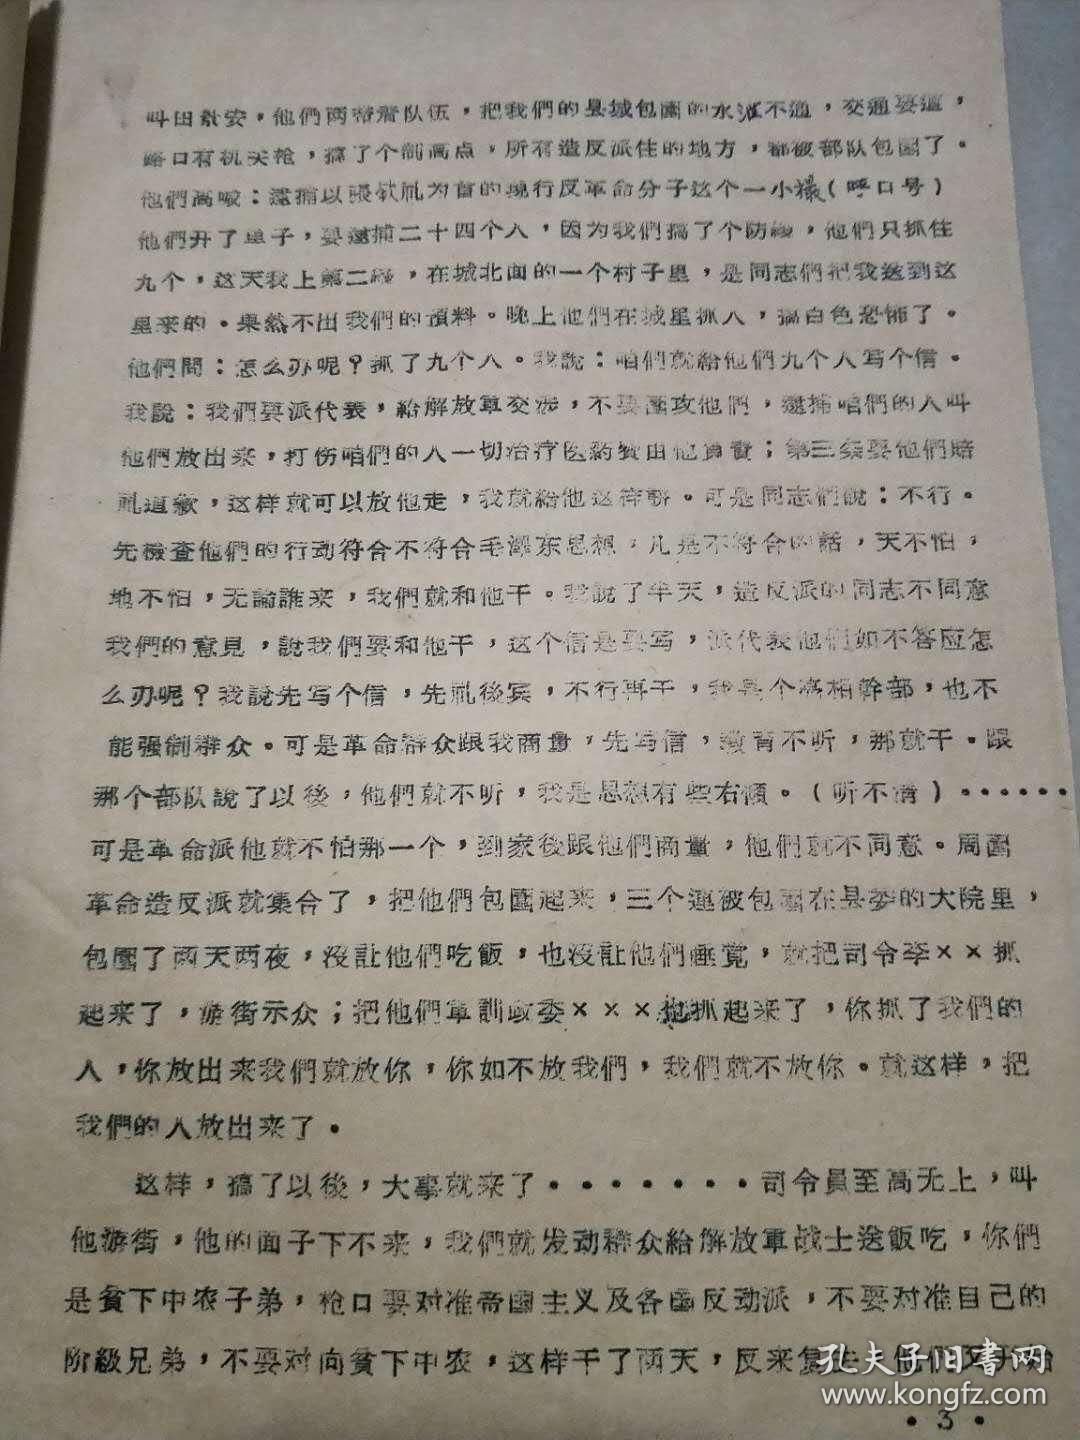 叫田景安，他們两帮帶队伍，把我們的县城包圍的水泄不通，交通要道，
路口有机关枪，搞了个制高点，所有造反派住的地方，都被部队包圍了。
他們高喊：逮捕以張欽礼为首的現行反革命分子这个一小撮（呼口号）
他們开了单子，要逮捕二十四个人，因为我們搞了个防綫，他們只抓住
九个，这天我上第二綫，在城北面的一个村子里，是同志們把我送到这
里来的。果然不出我們的預料。晚上他們在城里抓人，搞白色恐怖了。
他們問：怎么办呢？抓了九个人。我說：咱們就給他們九个人写个信。
我說：我們要派代表，給解放軍交涉，不要圍攻他們，逮捕咱們的人叫
他們放出来，打伤咱們的人一切治疗医药費由他負責；第三条要他們賠
礼道歉，这样就可以放他走，我就給他这样講。可是同志們說：不行。
先檢查他們的行动符合不符合毛澤东思想，凡是不符合的話，天不怕，
地不怕，无論誰来，我們就和他干。我說了半天，造反派的同志不同意
我們的意見，說我們要和他干，这个信是要写，派代表他们如不答应怎
么办呢？我說先写个信，先礼後宾，不行再干，我是个亮相幹部，也不
能强制群众。可是革命群众跟我商量，先写信，教育不听，那就干。跟
那个部队說了以後，他們就不听，我是思想有些右傾。（听不清）······
可是革命派他就不怕那一个，到家後跟他們商量，他們就不同意。周圍
革命造反派就集合了，把他們包圍起来，三个連被包圍在县委的大院里，
包圍了两天两夜，沒让他們吃飯，也沒让他們睡觉，就把司令李××抓
起来了，游街示众；把他們軍訓政委×××也抓起来了，你抓了我們的
人，你放出来我們就放你，你如不放我們，我們就不放你。就这样，把
我們的人放出来了。
这样，搞了以後，大事就来了·······司令員至高无上，叫
他游街，他的面子下不来，我們就发动群众給解放軍战士送飯吃，你們
是貧下中农子弟，枪口要对准帝國主义及各國反动派，不要对准自己的
阶級兄弟，不要对向貧下中农，这样干了两天，反来复去，他們又开始
·3·
孔夫子旧書网
www.kongfz.com